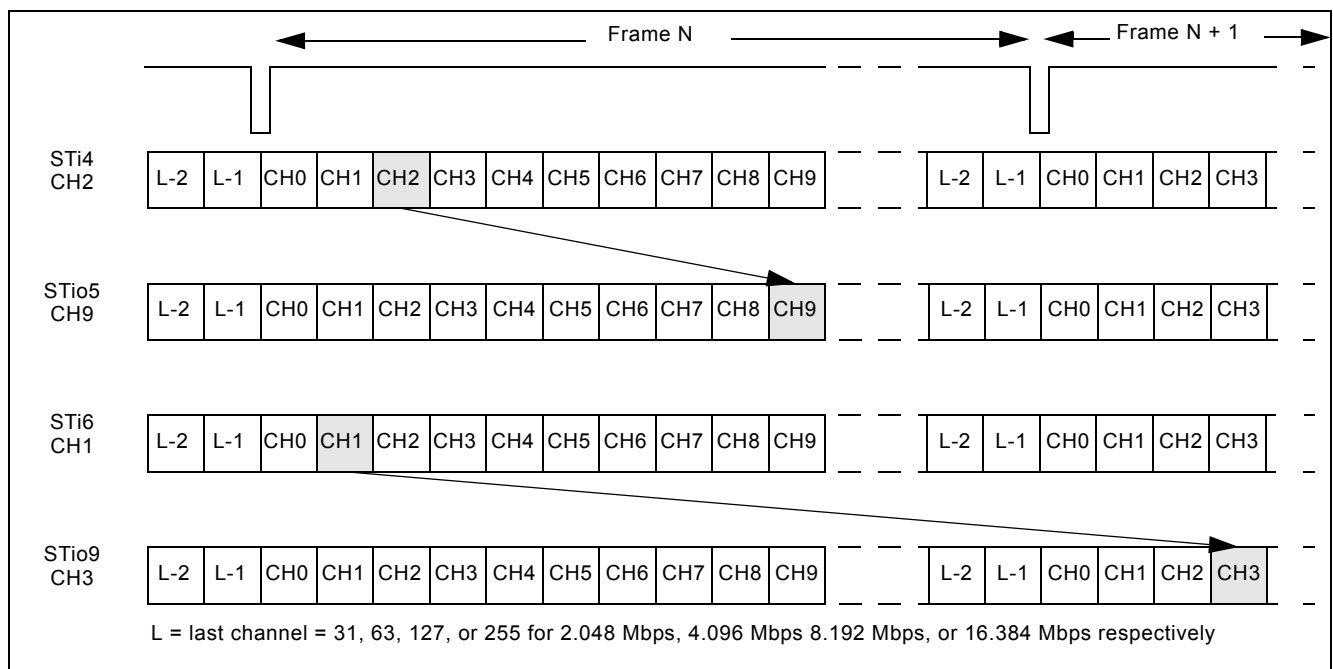 Frame N
Frame N + 1
STi4
CH2
L-2 L-1 CH0 CH1 CH2 CH3 CH4 CH5 CH6 CH7 CH8 CH9 L-2 L-1 CH0 CH1 CH2 CH3
STio5
CH9
L-2 L-1 CH0 CH1 CH2 CH3 CH4 CH5 CH6 CH7 CH8 CH9 L-2 L-1 CH0 CH1 CH2 CH3
STi6
CH1
L-2 L-1 CH0 CH1 CH2 CH3 CH4 CH5 CH6 CH7 CH8 CH9 L-2 L-1 CH0 CH1 CH2 CH3
STio9
CH3
L-2 L-1 CH0 CH1 CH2 CH3 CH4 CH5 CH6 CH7 CH8 CH9 L-2 L-1 CH0 CH1 CH2 CH3
L = last channel = 31, 63, 127, or 255 for 2.048 Mbps, 4.096 Mbps 8.192 Mbps, or 16.384 Mbps respectively